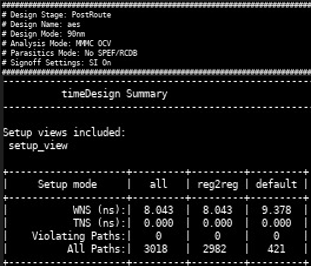 ################################################################
# Design Stage: PostRoute
# Design Name: aes
# Design Mode: 90nm
# Analysis Mode: MMMC OCV
# Parasitics Mode: No SPEF/RCDB
# Signoff Settings: SI On
################################################################
------------------------------------------------------------
timeDesign Summary
------------------------------------------------------------
Setup views included:
setup_view
+--------------------+---------+---------+---------+
| Setup mode | all | reg2reg | default |
+--------------------+---------+---------+---------+
| WNS (ns):| 8.043 | 8.043 | 9.378 |
| TNS (ns):| 0.000 | 0.000 | 0.000 |
| Violating Paths:| 0 | 0 | 0 |
| All Paths:| 3018 | 2982 | 421 |
+--------------------+---------+---------+---------+